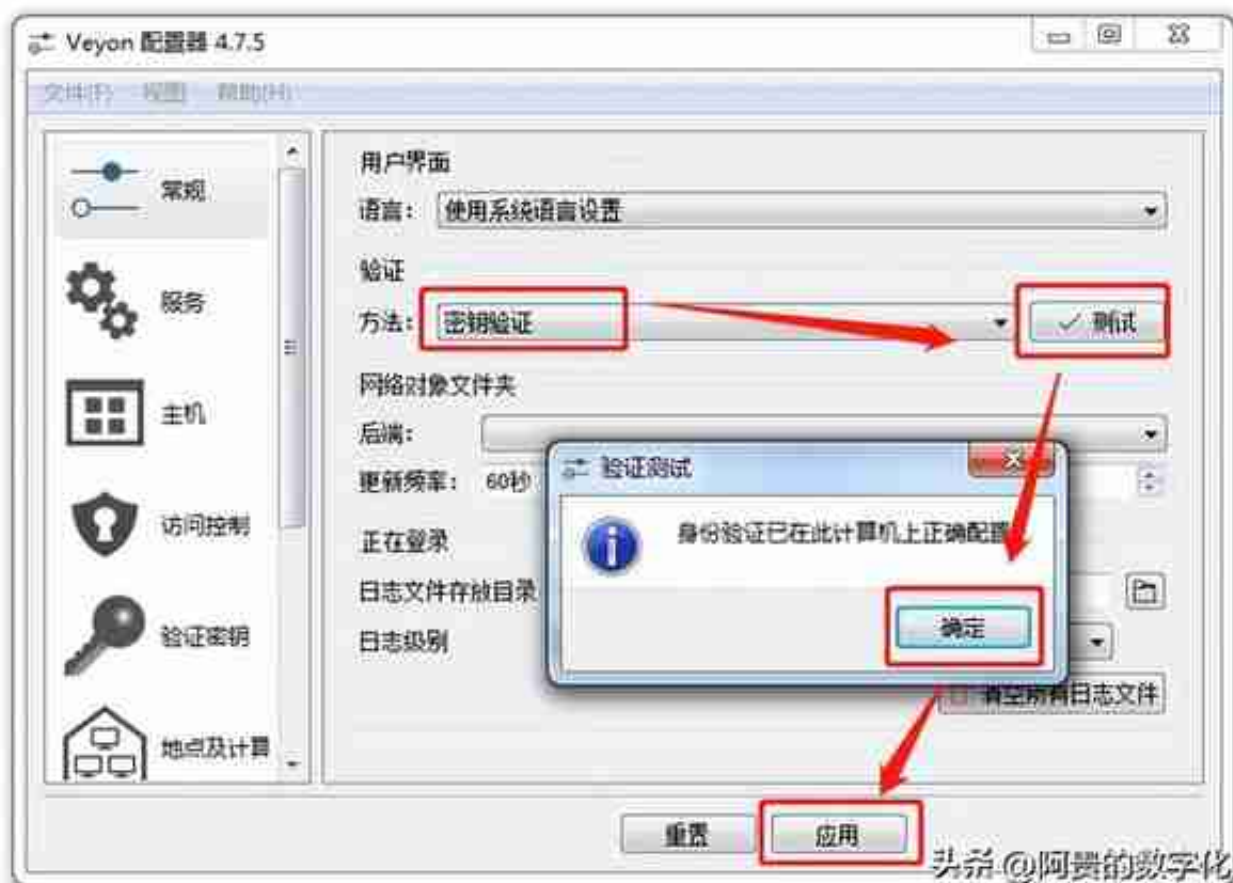 Veyon 配置器 4.7.5
文件(F) 视图 帮助(H)
常规
服务
主机
访问控制
验证密钥
地点及计算
用户界面
语言: 使用系统语言设置
验证
方法: 密钥验证 测试
网络对象文件夹
后端:
更新频率: 60秒
正在登录
日志文件存放目录
日志级别
清空所有日志文件
验证测试
身份验证已在此计算机上正确配置
确定
重置 应用
头条 @阿贵的数字化